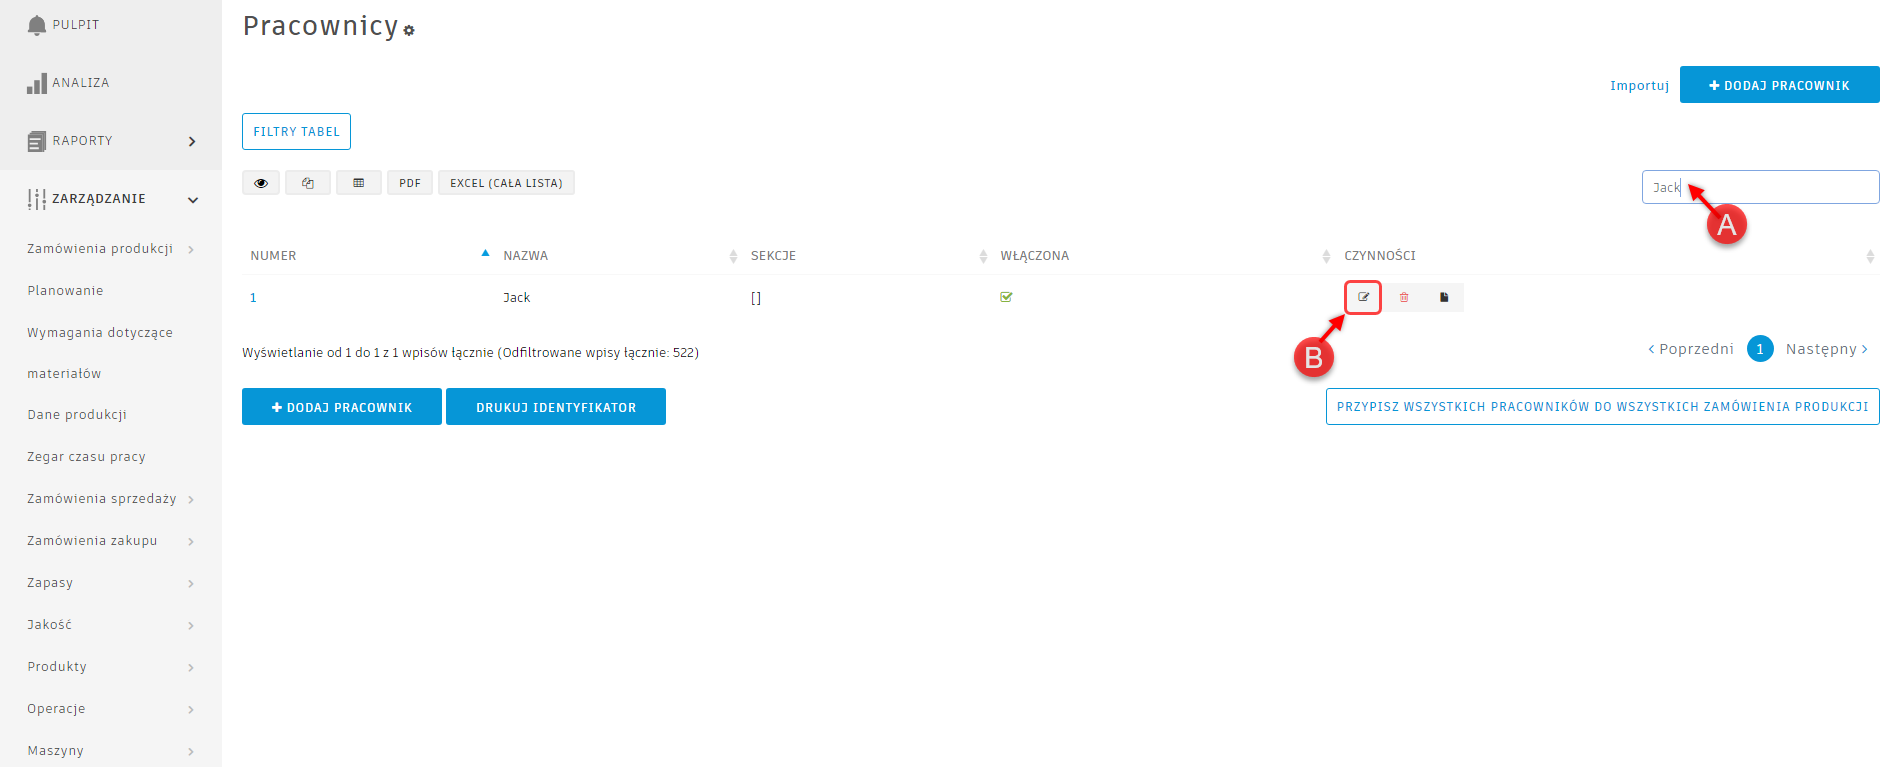 PULPIT
ANALIZA
RAPORTY
ZARZĄDZANIE
Zamówienia produkcji
Planowanie
Wymagania dotyczące
materiałów
Dane produkcji
Zegar czasu pracy
Zamówienia sprzedaży
Zamówienia zakupu
Zapasy
Jakość
Produkty
Operacje
Maszyny
Pracownicy
Importuj
DODAJ PRACOWNIK
FILTRY TABEL
PDF
EXCEL (CAŁA LISTA)
Jack
A
NUMER NAZWA SEKCJE WŁĄCZONA CZYNNOŚCI
1 Jack []
B
Wyświetlanie od 1 do 1 z 1 wpisów łącznie (Odfiltrowane wpisy łącznie: 522)
Poprzedni 1 Następny
DODAJ PRACOWNIK
DRUKUJ IDENTYFIKATOR
PRZYPISZ WSZYSTKICH PRACOWNIKÓW DO WSZYSTKICH ZAMÓWIENIA PRODUKCJI